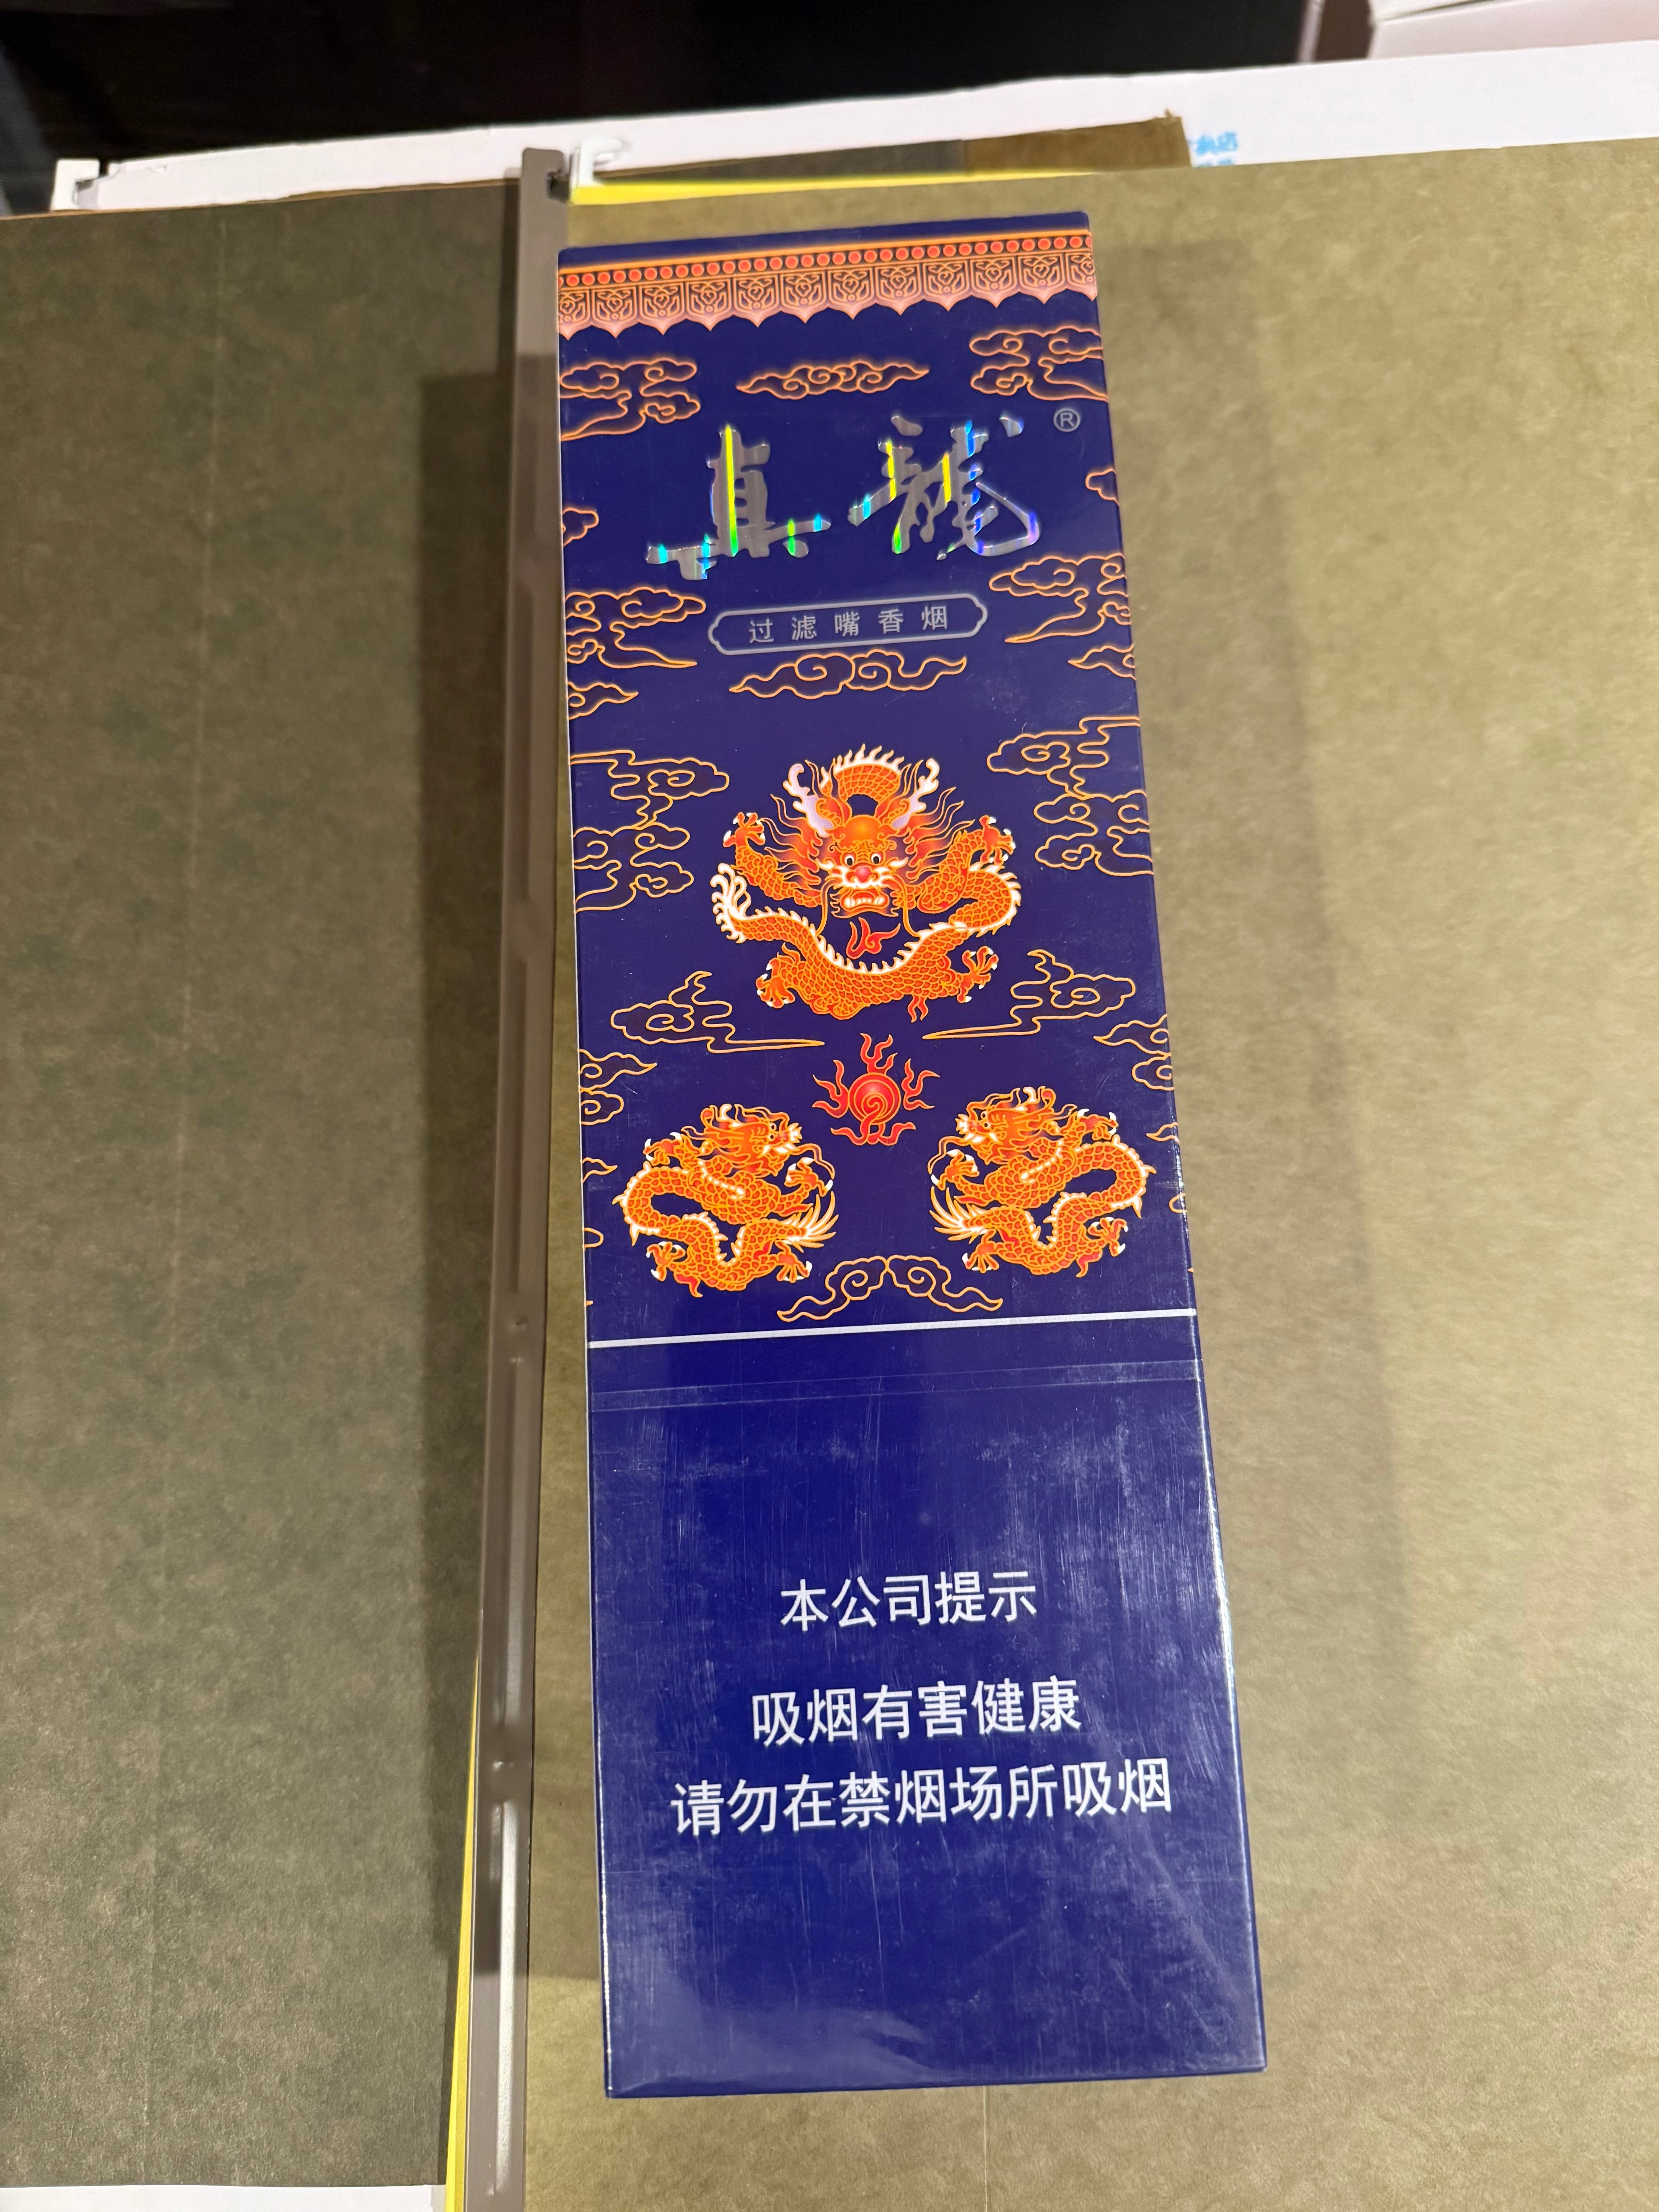 真龍®
过滤嘴香烟
本公司提示
吸烟有害健康
请勿在禁烟场所吸烟